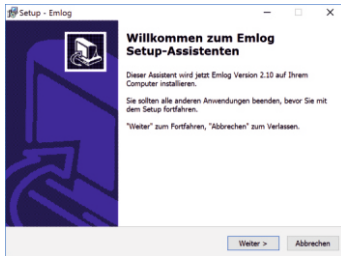 Setup - Emlog
Willkommen zum Emlog
Setup-Assistenten
Dieser Assistent wird jetzt Emlog Version 2.10 auf Ihrem
Computer installieren.
Sie sollten alle anderen Anwendungen beenden, bevor Sie mit
dem Setup fortfahren.
"Weiter" zum Fortfahren, "Abbrechen" zum Verlassen.
Weiter >
Abbrechen